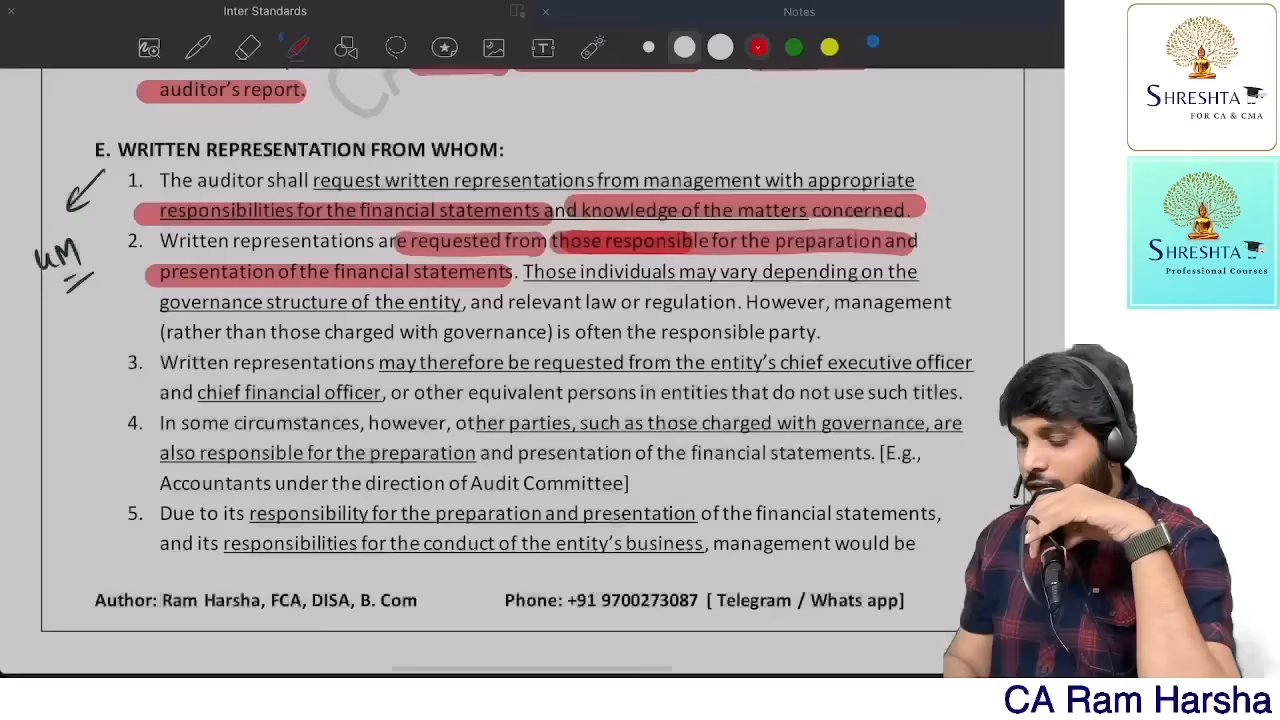 Inter Standards
Notes
auditor's report.
E. WRITTEN REPRESENTATION FROM WHOM:
1. The auditor shall request written representations from management with appropriate
responsibilities for the financial statements and knowledge of the matters concerned.
2. Written representations are requested from those responsible for the preparation and
presentation of the financial statements. Those individuals may vary depending on the
governance structure of the entity, and relevant law or regulation. However, management
(rather than those charged with governance) is often the responsible party.
3. Written representations may therefore be requested from the entity's chief executive officer
and chief financial officer, or other equivalent persons in entities that do not use such titles.
4. In some circumstances, however, other parties, such as those charged with governance, are
also responsible for the preparation and presentation of the financial statements. [E.g.,
Accountants under the direction of Audit Committee]
5. Due to its responsibility for the preparation and presentation of the financial statements,
and its responsibilities for the conduct of the entity's business, management would be
Author: Ram Harsha, FCA, DISA, B. Com
Phone: +91 9700273087 [ Telegram / Whats app]
SHRESHTA
FOR CA & CMA
SHRESHTA
Professional Courses
CA Ram Harsha